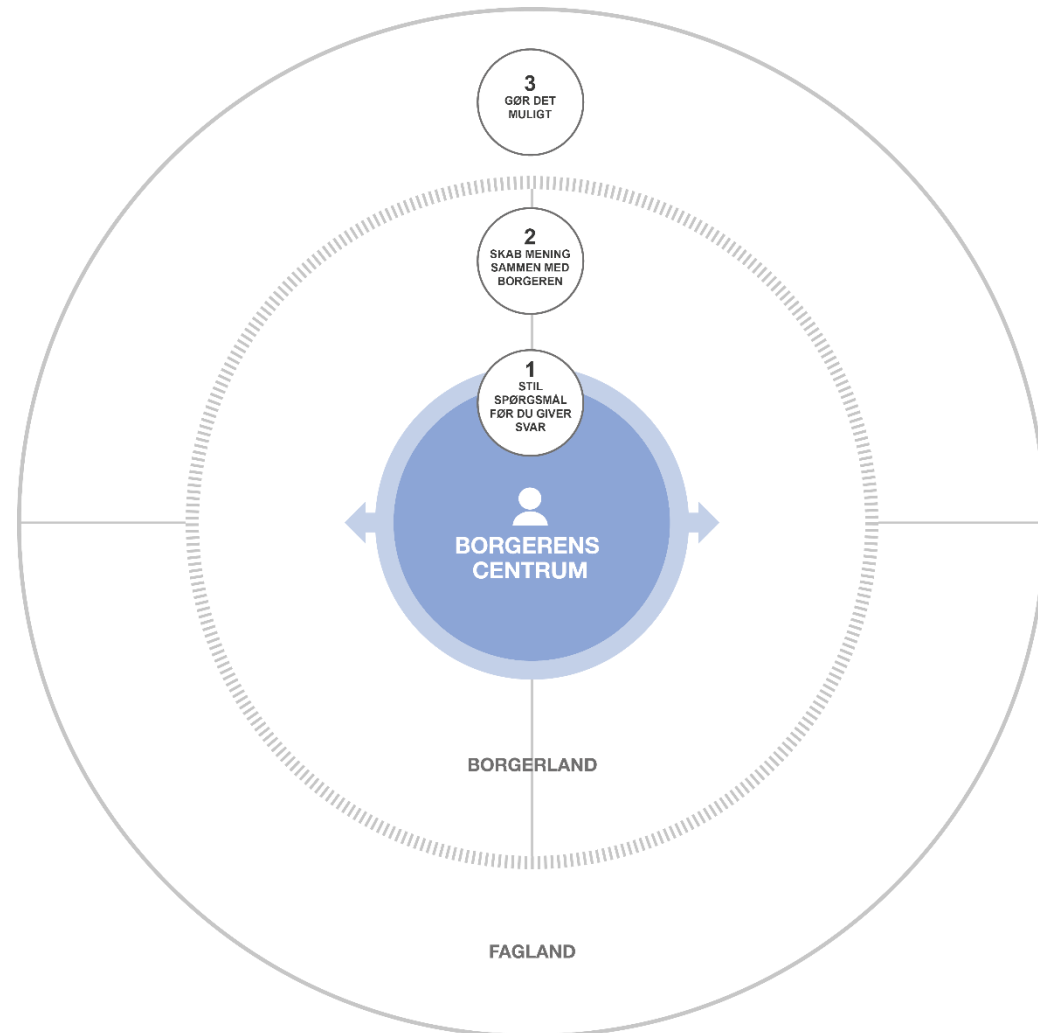 3
GØR DET
MULIGT
2
SKAB MENING
SAMMEN MED
BORGEREN
1
STIL
SPØRGSMÅL
FØR DU GIVER
SVAR
BORGERENS
CENTRUM
BORGERLAND
FAGLAND